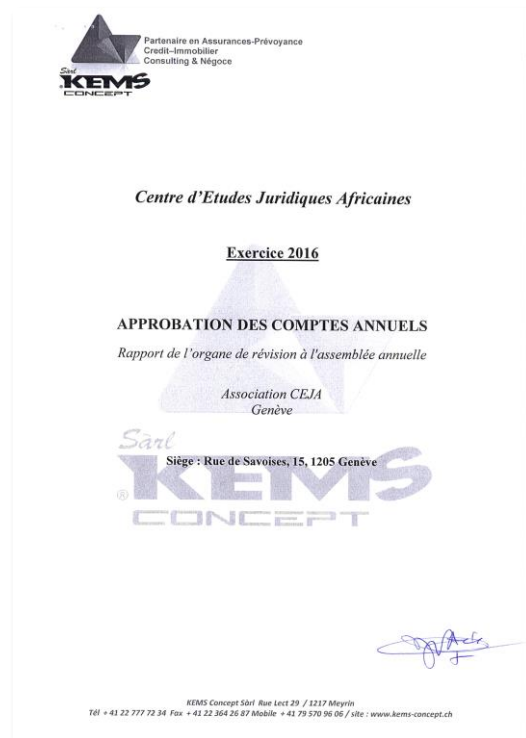 Partenaire en Assurances-Prévoyance
Credit-Immobilier
Consulting & Négoce
Sàrl
KEMS
CONCEPT
Centre d'Etudes Juridiques Africaines
Exercice 2016
APPROBATION DES COMPTES ANNUELS
Rapport de l'organe de révision à l'assemblée annuelle
Association CEJA
Genève
Sàrl
Siège : Rue de Savoises, 15, 1205 Genève
® KEMS
CONCEPT
KEMS Concept Sàrl Rue Lect 29 / 1217 Meyrin
Tél + 41 22 777 72 34 Fax + 41 22 364 26 87 Mobile + 41 79 570 96 06 / site : www.kems-concept.ch